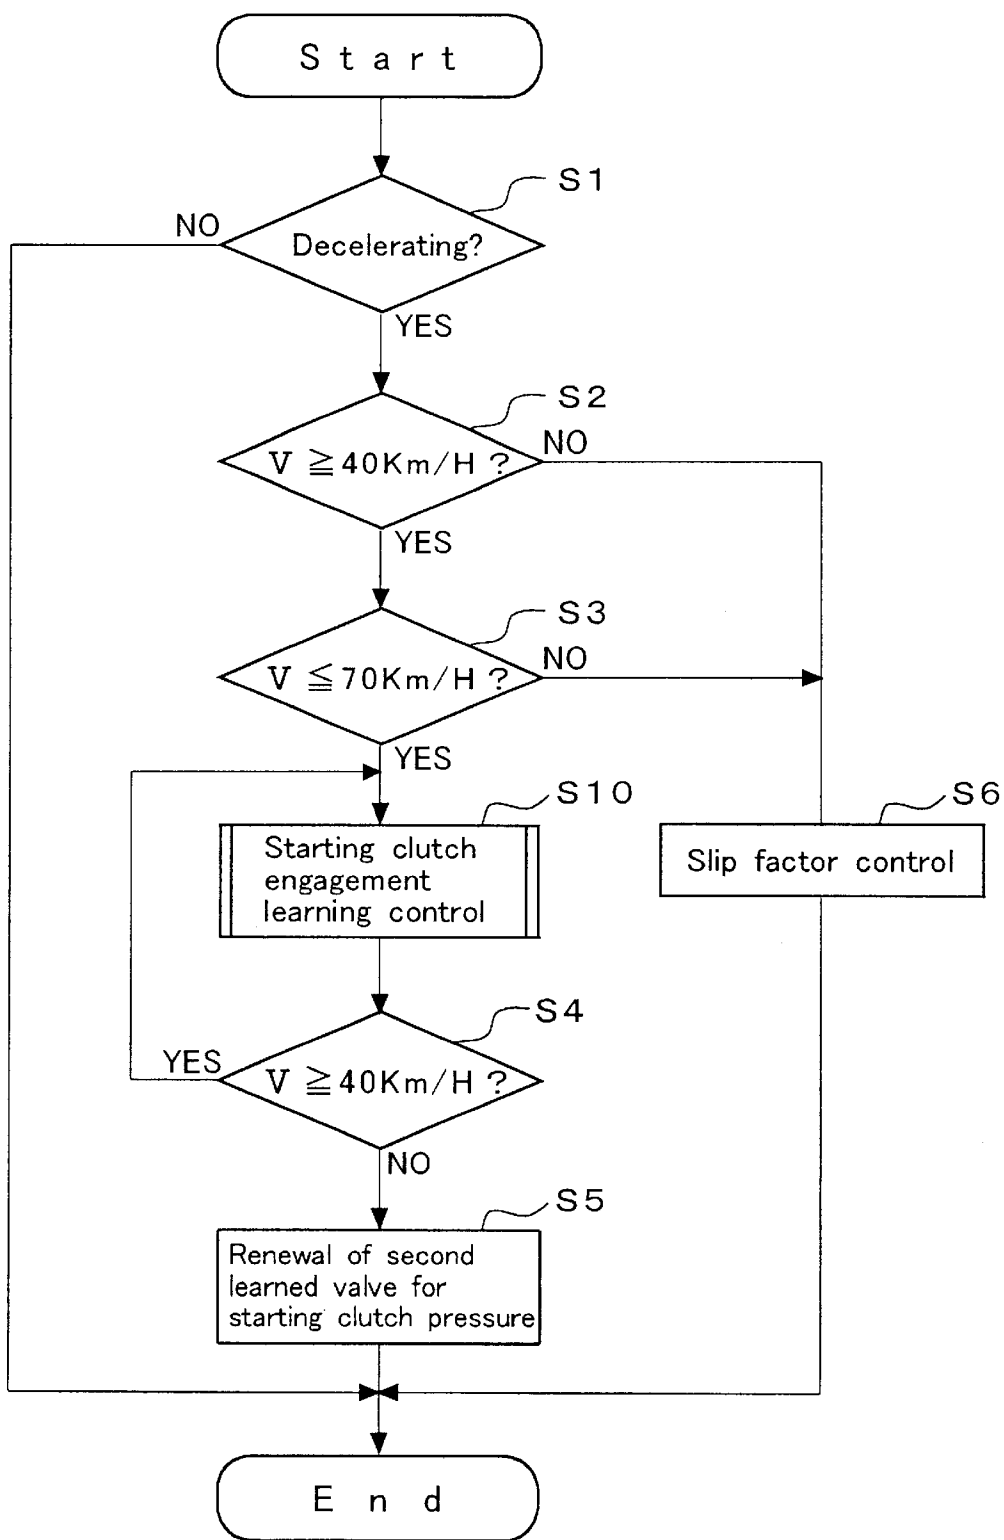 Start
S1
NO
Decelerating?
YES
S2
NO
V ≧ 40Km/H ?
YES
S3
NO
V ≦ 70Km/H ?
YES
S10
S6
Starting clutch
engagement
learning control
Slip factor control
S4
YES
V ≧ 40Km/H ?
NO
S5
Renewal of second
learned valve for
starting clutch pressure
End